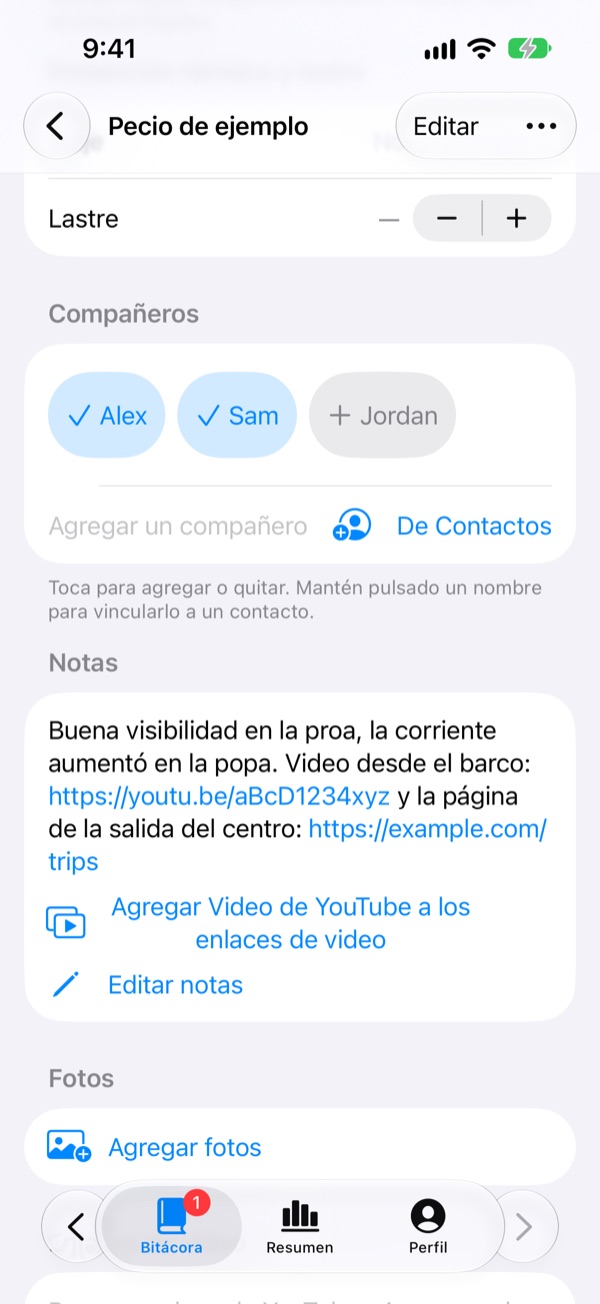 9:41
Pecio de ejemplo
Editar
Lastre
Compañeros
Alex
Sam
Jordan
Agregar un compañero
De Contactos
Toca para agregar o quitar. Mantén pulsado un nombre
para vincularlo a un contacto.
Notas
Buena visibilidad en la proa, la corriente
aumentó en la popa. Video desde el barco:
https://youtu.be/aBcD1234xyz y la página
de la salida del centro: https://example.com/
trips
Agregar Video de YouTube a los
enlaces de video
Editar notas
Fotos
Agregar fotos
1
Bitácora
Resumen
Perfil